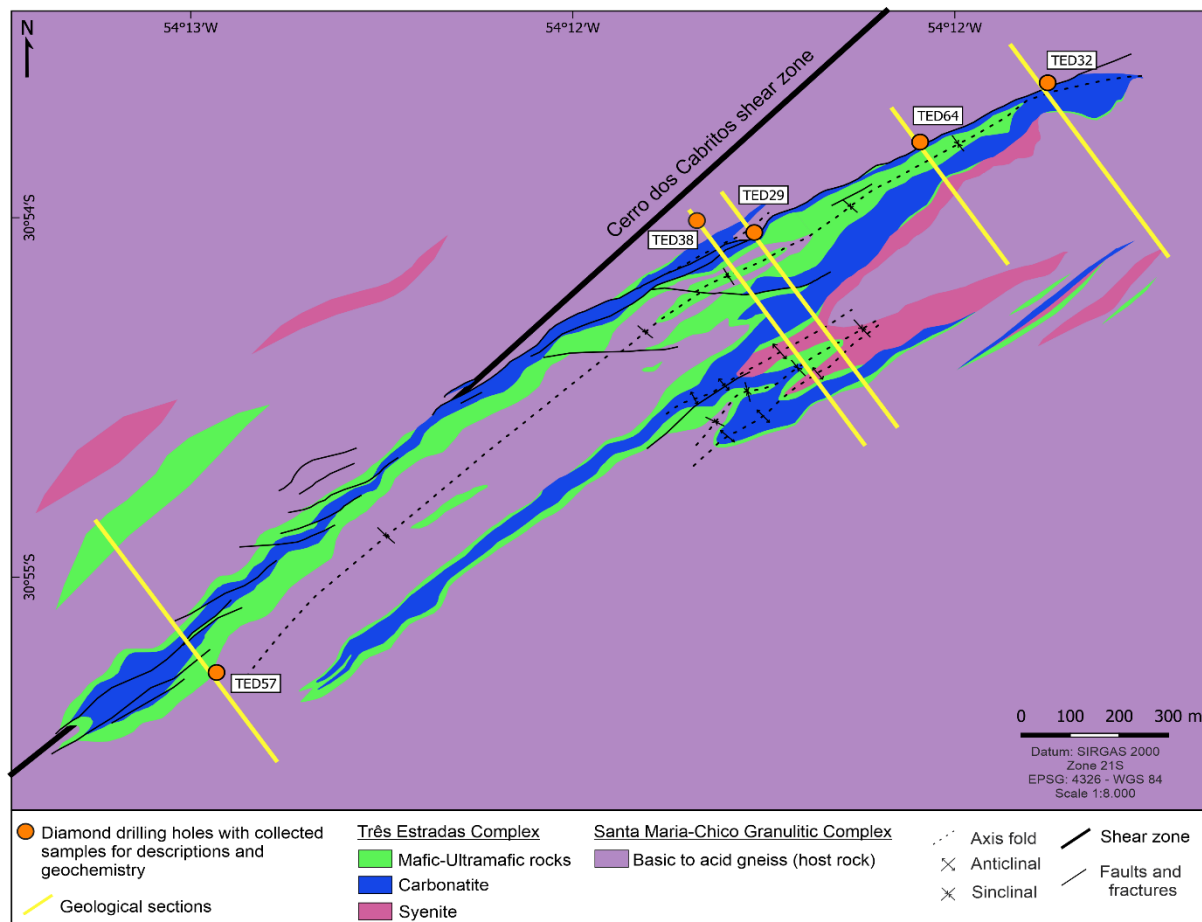 54°13'W
54°12'W
54°12'W
N
30°54'S
30°55'S
Cerro dos Cabritos shear zone
TED32
TED64
TED29
TED38
TED57
0 100 200 300 m
Datum: SIRGAS 2000
Zone 21S
EPSG: 4326 - WGS 84
Scale 1:8.000
Diamond drilling holes with collected
samples for descriptions and
geochemistry
Geological sections
Três Estradas Complex
Mafic-Ultramafic rocks
Carbonatite
Syenite
Santa Maria-Chico Granulitic Complex
Basic to acid gneiss (host rock)
Axis fold
Anticlinal
Sinclinal
Shear zone
Faults and
fractures